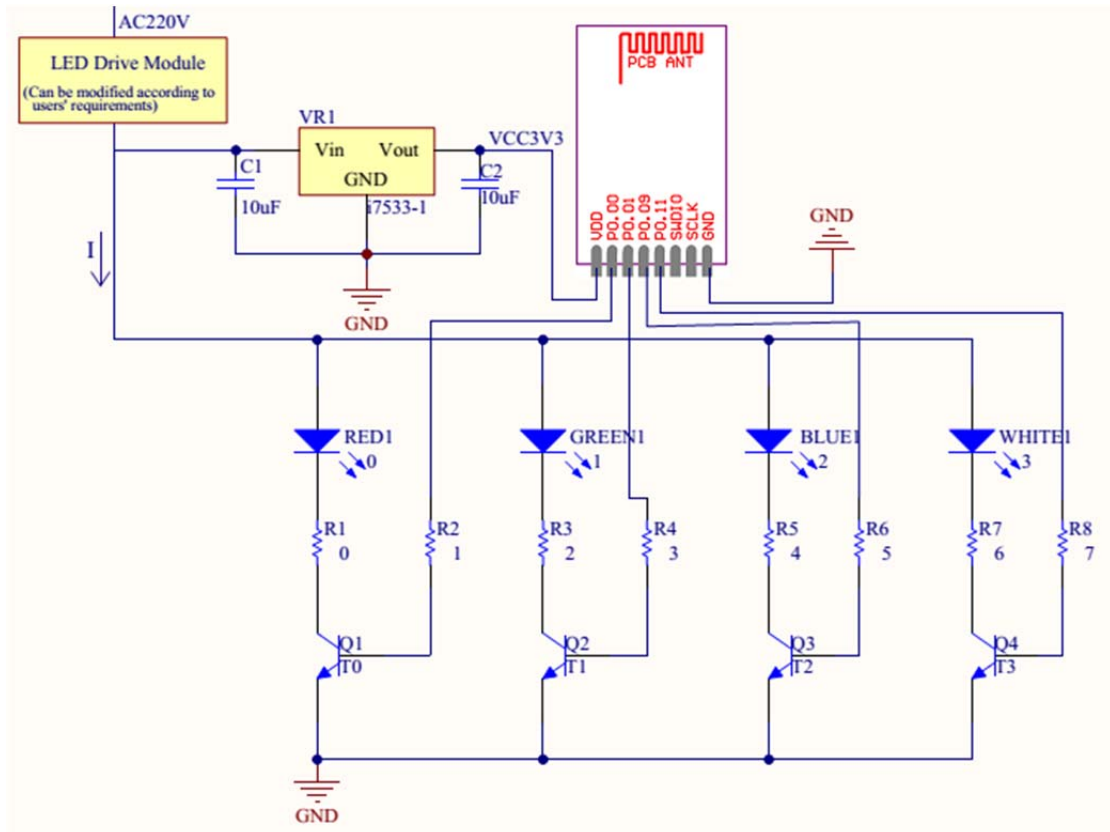 AC220V
LED Drive Module
(Can be modified according to
users' requirements)
VR1
Vin Vout
GND
i7533-1
C1
10uF
C2
10uF
VCC3V3
GND
I
PCB ANT
VDD
P0.00
P0.01
P0.09
P0.11
SWDIO
SCLK
GND
GND
RED1
0
GREEN1
1
BLUE1
2
WHITE1
3
R1
0
R2
1
R3
2
R4
3
R5
4
R6
5
R7
6
R8
7
Q1
T0
Q2
T1
Q3
T2
Q4
T3
GND